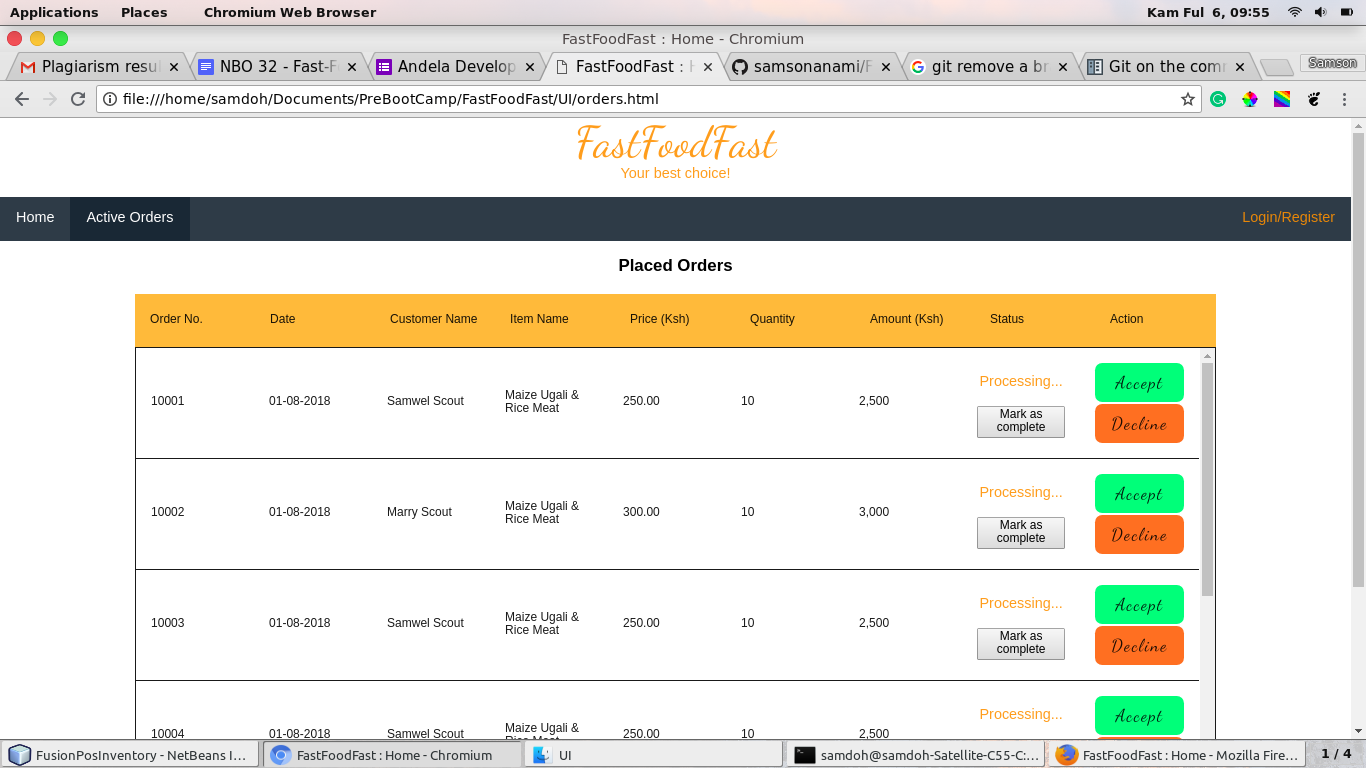 Applications Places Chromium Web Browser Kam Ful 6, 09:55
FastFoodFast : Home - Chromium
Plagiarism resu NBO 32 - Fast-F Andela Develop FastFoodFast : H samsonanami/F git remove a br Git on the comm Samson
file:///home/samdoh/Documents/PreBootCamp/FastFoodFast/UI/orders.html
FastFoodFast
Your best choice!
Home Active Orders Login/Register
Placed Orders
Order No. Date Customer Name Item Name Price (Ksh) Quantity Amount (Ksh) Status Action
10001 01-08-2018 Samwel Scout Maize Ugali & Rice Meat 250.00 10 2,500 Processing... Mark as complete Accept Decline
10002 01-08-2018 Marry Scout Maize Ugali & Rice Meat 300.00 10 3,000 Processing... Mark as complete Accept Decline
10003 01-08-2018 Samwel Scout Maize Ugali & Rice Meat 250.00 10 2,500 Processing... Mark as complete Accept Decline
10004 01-08-2018 Samwel Scout Maize Ugali & Rice Meat 250.00 10 2,500 Processing... Accept
FusionPosInventory - NetBeans I... FastFoodFast : Home - Chromium UI samdoh@samdoh-Satellite-C55-C:... FastFoodFast : Home - Mozilla Fire... 1 / 4